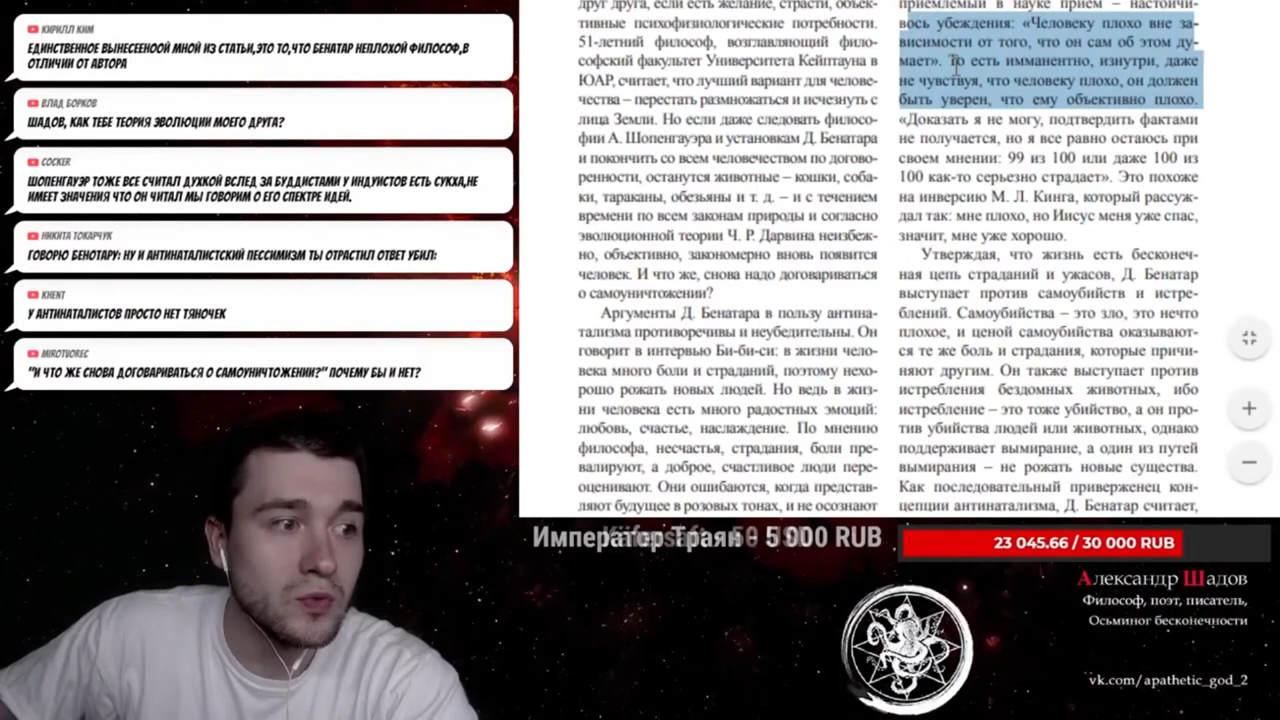 КИРИЛЛ КИМ
ЕДИНСТВЕННОЕ ВЫНЕСЕНООЙ МНОЙ ИЗ СТАТЬИ,ЭТО ТО,ЧТО БЕНАТАР НЕПЛОХОЙ ФИЛОСОФ,В
ОТЛИЧИИ ОТ АВТОРА
ВЛАД БОРКОВ
ШАДОВ, КАК ТЕБЕ ТЕОРИЯ ЭВОЛЮЦИИ МОЕГО ДРУГА?
COCKER
ШОПЕНГАУЭР ТОЖЕ ВСЕ СЧИТАЛ ДУХКОЙ ВСЛЕД ЗА БУДДИСТАМИ У ИНДУИСТОВ ЕСТЬ СУКХА,НЕ
ИМЕЕТ ЗНАЧЕНИЯ ЧТО ОН ЧИТАЛ МЫ ГОВОРИМ О ЕГО СПЕКТРЕ ИДЕЙ.
НИКИТА ТОКАРЧУК
ГОВОРЮ БЕНОТАРУ: НУ И АНТИНАТАЛИСТСКИЙ ПЕССИМИЗМ ТЫ ОТРАСТИЛ ОТВЕТ УБИЛ:
KHENT
У АНТИНАТАЛИСТОВ ПРОСТО НЕТ ТЯНОЧЕК
MIROTVOREC
"И ЧТО ЖЕ СНОВА ДОГОВАРИВАТЬСЯ О САМОУНИЧТОЖЕНИИ?" ПОЧЕМУ БЫ И НЕТ?
друг друга, если есть желание, страсти, объек-
тивные психофизиологические потребности.
51-летний философ, возглавляющий фило-
софский факультет Университета Кейптауна в
ЮАР, считает, что лучший вариант для челове-
чества – перестать размножаться и исчезнуть с
лица Земли. Но если даже следовать филосо-
фии А. Шопенгауэра и установкам Д. Бенатара
и покончить со всем человечеством по догово-
ренности, останутся животные – кошки, соба-
ки, тараканы, обезьяны и т. д. – и с течением
времени по всем законам природы и согласно
эволюционной теории Ч. Р. Дарвина неизбеж-
но, объективно, закономерно вновь появится
человек. И что же, снова надо договариваться
о самоуничтожении?
Аргументы Д. Бенатара в пользу антина-
тализма противоречивы и неубедительны. Он
говорит в интервью Би-би-си: в жизни чело-
века много боли и страданий, поэтому нехо-
рошо рожать новых людей. Но ведь в жиз-
ни человека есть много радостных эмоций:
любовь, счастье, наслаждение. По мнению
философа, несчастья, страдания, боли пре-
валируют, а доброе, счастливое люди пере-
оценивают. Они ошибаются, когда представ-
ляют будущее в розовых тонах, и не осознают
приемлемый в науке прием – настойчи-
вось убеждения: «Человеку плохо вне за-
висимости от того, что он сам об этом ду-
мает». То есть имманентно, изнутри, даже
не чувствуя, что человеку плохо, он должен
быть уверен, что ему объективно плохо.
«Доказать я не могу, подтвердить фактами
не получается, но я все равно остаюсь при
своем мнении: 99 из 100 или даже 100 из
100 как-то серьезно страдает». Это похоже
на инверсию М. Л. Кинга, который рассуж-
дал так: мне плохо, но Иисус меня уже спас,
значит, мне уже хорошо.
Утверждая, что жизнь есть бесконеч-
ная цепь страданий и ужасов, Д. Бенатар
выступает против самоубийств и истре-
блений. Самоубийства – это зло, это нечто
плохое, и ценой самоубийства оказывают-
ся те же боль и страдания, которые причи-
няют другим. Он также выступает против
истребления бездомных животных, ибо
истребление – это тоже убийство, а он про-
тив убийства людей или животных, однако
поддерживает вымирание, а один из путей
вымирания – не рожать новые существа.
Как последовательный приверженец кон-
цепции антинатализма, Д. Бенатар считает,
Император Траян - 5 000 RUB
23 045.66 / 30 000 RUB
Александр Шадов
Философ, поэт, писатель,
Осьминог бесконечности
vk.com/apathetic_god_2